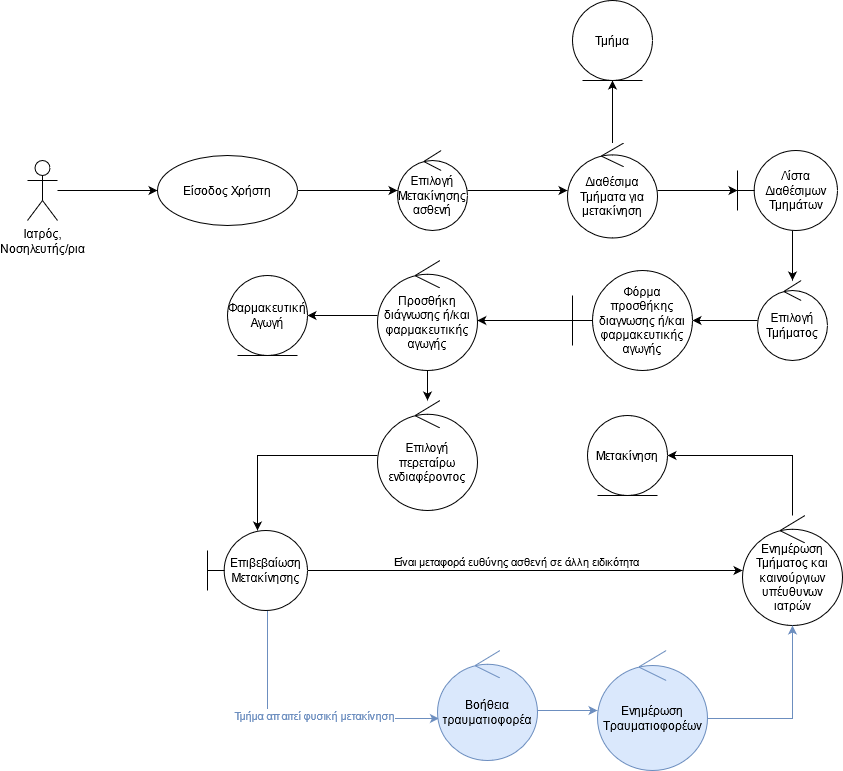 Τμήμα
Ιατρός,
Νοσηλευτής/ρια
Είσοδος Χρήστη
Επιλογή
Μετακίνησης
ασθενή
Διαθέσιμα
Τμήματα για
μετακίνηση
Λίστα
Διαθέσιμων
Τμημάτων
Φαρμακευτική
Αγωγή
Προσθήκη
διάγνωσης ή/και
φαρμακευτικής
αγωγής
Φόρμα
προσθήκης
διαγνωσης ή/και
φαρμακευτικής
αγωγής
Επιλογή
Τμήματος
Επιλογή
περεταίρω
ενδιαφέροντος
Μετακίνηση
Επιβεβαίωση
Μετακίνησης
Είναι μεταφορά ευθύνης ασθενή σε άλλη ειδικότητα
Ενημέρωση
Τμήματος και
καινούργιων
υπέυθυνων
ιατρών
Τμήμα απαιτεί φυσική μετακίνηση
Βοήθεια
τραυματιοφορέα
Ενημέρωση
Τραυματιοφορέων